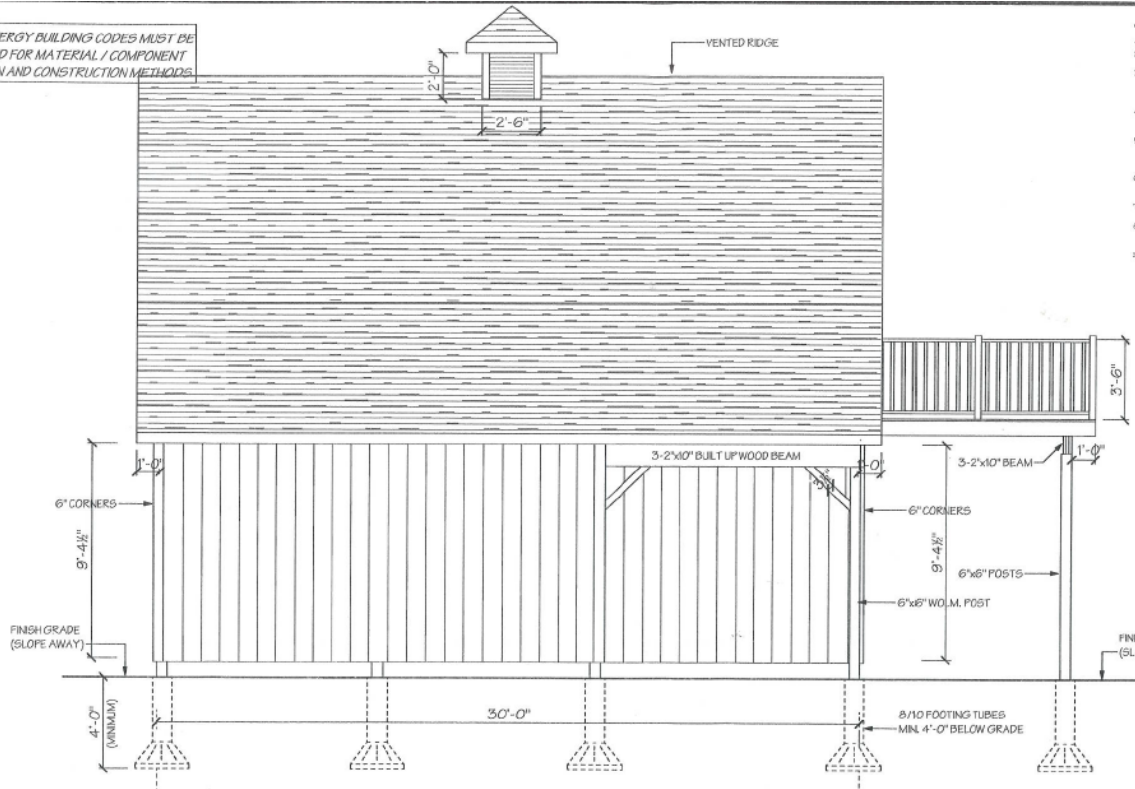 ERGY BUILDING CODES MUST BE
D FOR MATERIAL / COMPONENT
N AND CONSTRUCTION METHODS
VENTED RIDGE
2'-0"
2'-6"
3'-6"
3-2"x10" BUILT UP WOOD BEAM
1'-0"
-0"
3-2"x10" BEAM
1'-0"
6" CORNERS
6" CORNERS
9'-4½"
9'-4½"
6"x6" POSTS
6"x6" WOLM. POST
FINISH GRADE
(SLOPE AWAY)
FINI
(SL
4'-0"
(MINIMUM)
30'-0"
8/10 FOOTING TUBES
MIN. 4'-0" BELOW GRADE